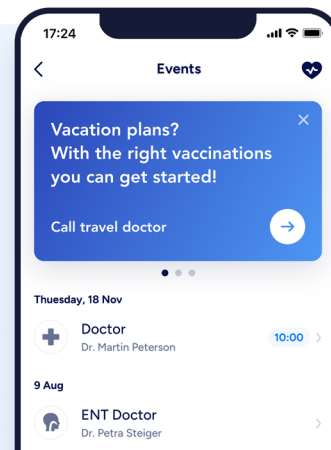 17:24
Events
Vacation plans?
With the right vaccinations
you can get started!
Call travel doctor
Thuesday, 18 Nov
Doctor
Dr. Martin Peterson
10:00
9 Aug
ENT Doctor
Dr. Petra Steiger